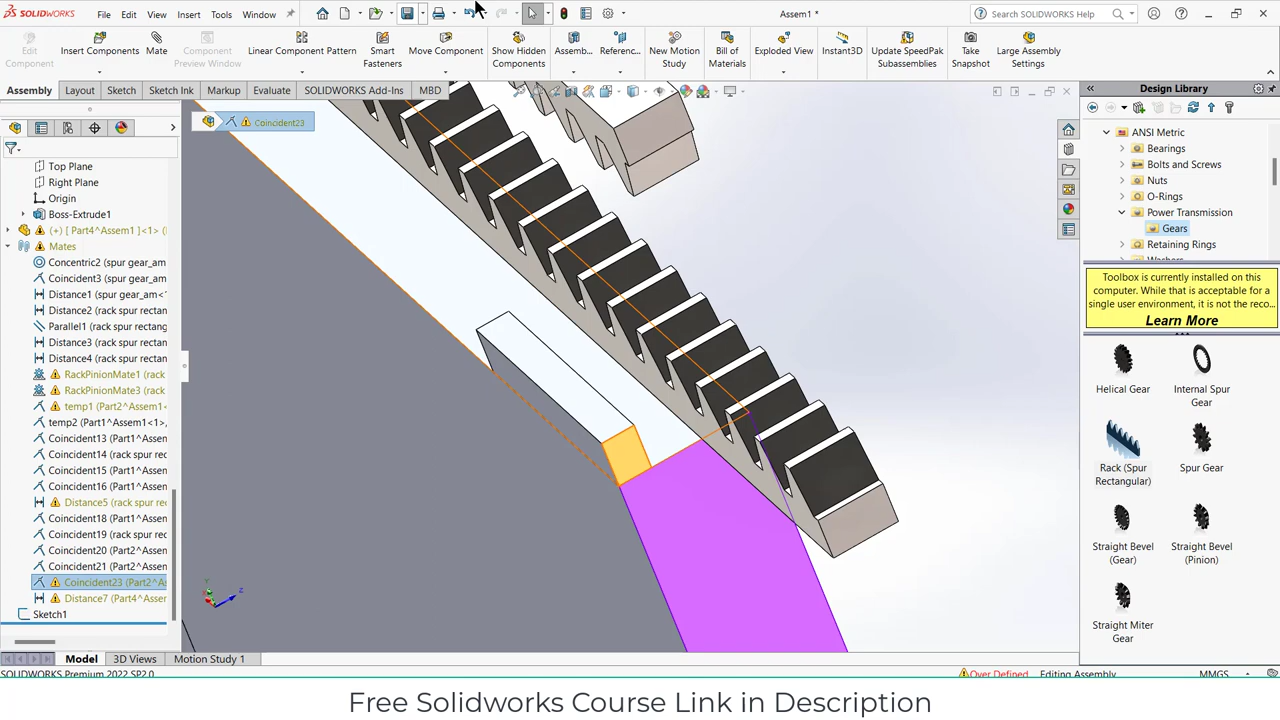 SOLIDWORKS
File
Edit
View
Insert
Tools
Window
Assem1 *
Search SOLIDWORKS Help
Edit Component
Insert Components
Mate
Component Preview Window
Linear Component Pattern
Smart Fasteners
Move Component
Show Hidden Components
Assemb...
Referenc...
New Motion Study
Bill of Materials
Exploded View
Instant3D
Update SpeedPak Subassemblies
Take Snapshot
Large Assembly Settings
Assembly
Layout
Sketch
Sketch Ink
Markup
Evaluate
SOLIDWORKS Add-Ins
MBD
Coincident23
Top Plane
Right Plane
Origin
Boss-Extrude1
(+) [ Part4^Assem1 ]<1> (
Mates
Concentric2 (spur gear_am
Coincident3 (spur gear_am
Distance1 (spur gear_am<
Distance2 (rack spur rectan
Parallel1 (rack spur rectang
Distance3 (rack spur rectan
Distance4 (rack spur rectan
RackPinionMate1 (rack
RackPinionMate3 (rack
temp1 (Part2^Assem1<
temp2 (Part1^Assem1<1>,
Coincident13 (Part2^Assem
Coincident14 (Part2^Assem
Coincident15 (Part1^Assem
Coincident16 (Part1^Assem
Distance5 (rack spur rec
Coincident18 (Part1^Assem
Coincident19 (rack spur rec
Coincident20 (Part2^Assem
Coincident21 (Part2^Assem
Coincident23 (Part2^As
Distance7 (Part4^Assem
Sketch1
Model
3D Views
Motion Study 1
SOLIDWORKS Premium 2022 SP2.0
Over Defined
Editing Assembly
MMGS
Design Library
ANSI Metric
Bearings
Bolts and Screws
Nuts
O-Rings
Power Transmission
Gears
Retaining Rings
Toolbox is currently installed on this
computer. While that is acceptable for a
single user environment, it is not the reco...
Learn More
Helical Gear
Internal Spur Gear
Rack (Spur Rectangular)
Spur Gear
Straight Bevel (Gear)
Straight Bevel (Pinion)
Straight Miter Gear
Free Solidworks Course Link in Description